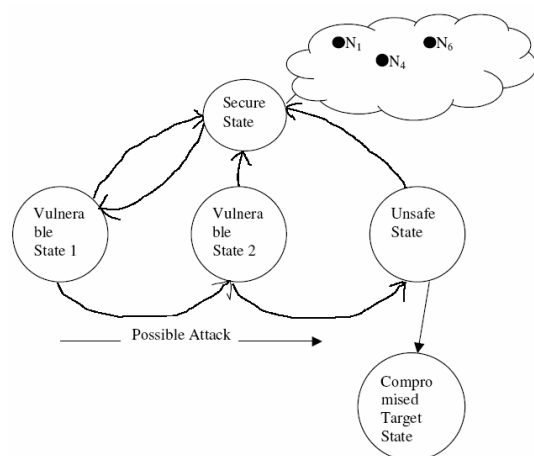 N1
N6
N4
Secure
State
Vulnera
ble
State 1
Vulnera
ble
State 2
Unsafe
State
Possible Attack
Compro
mised
Target
State